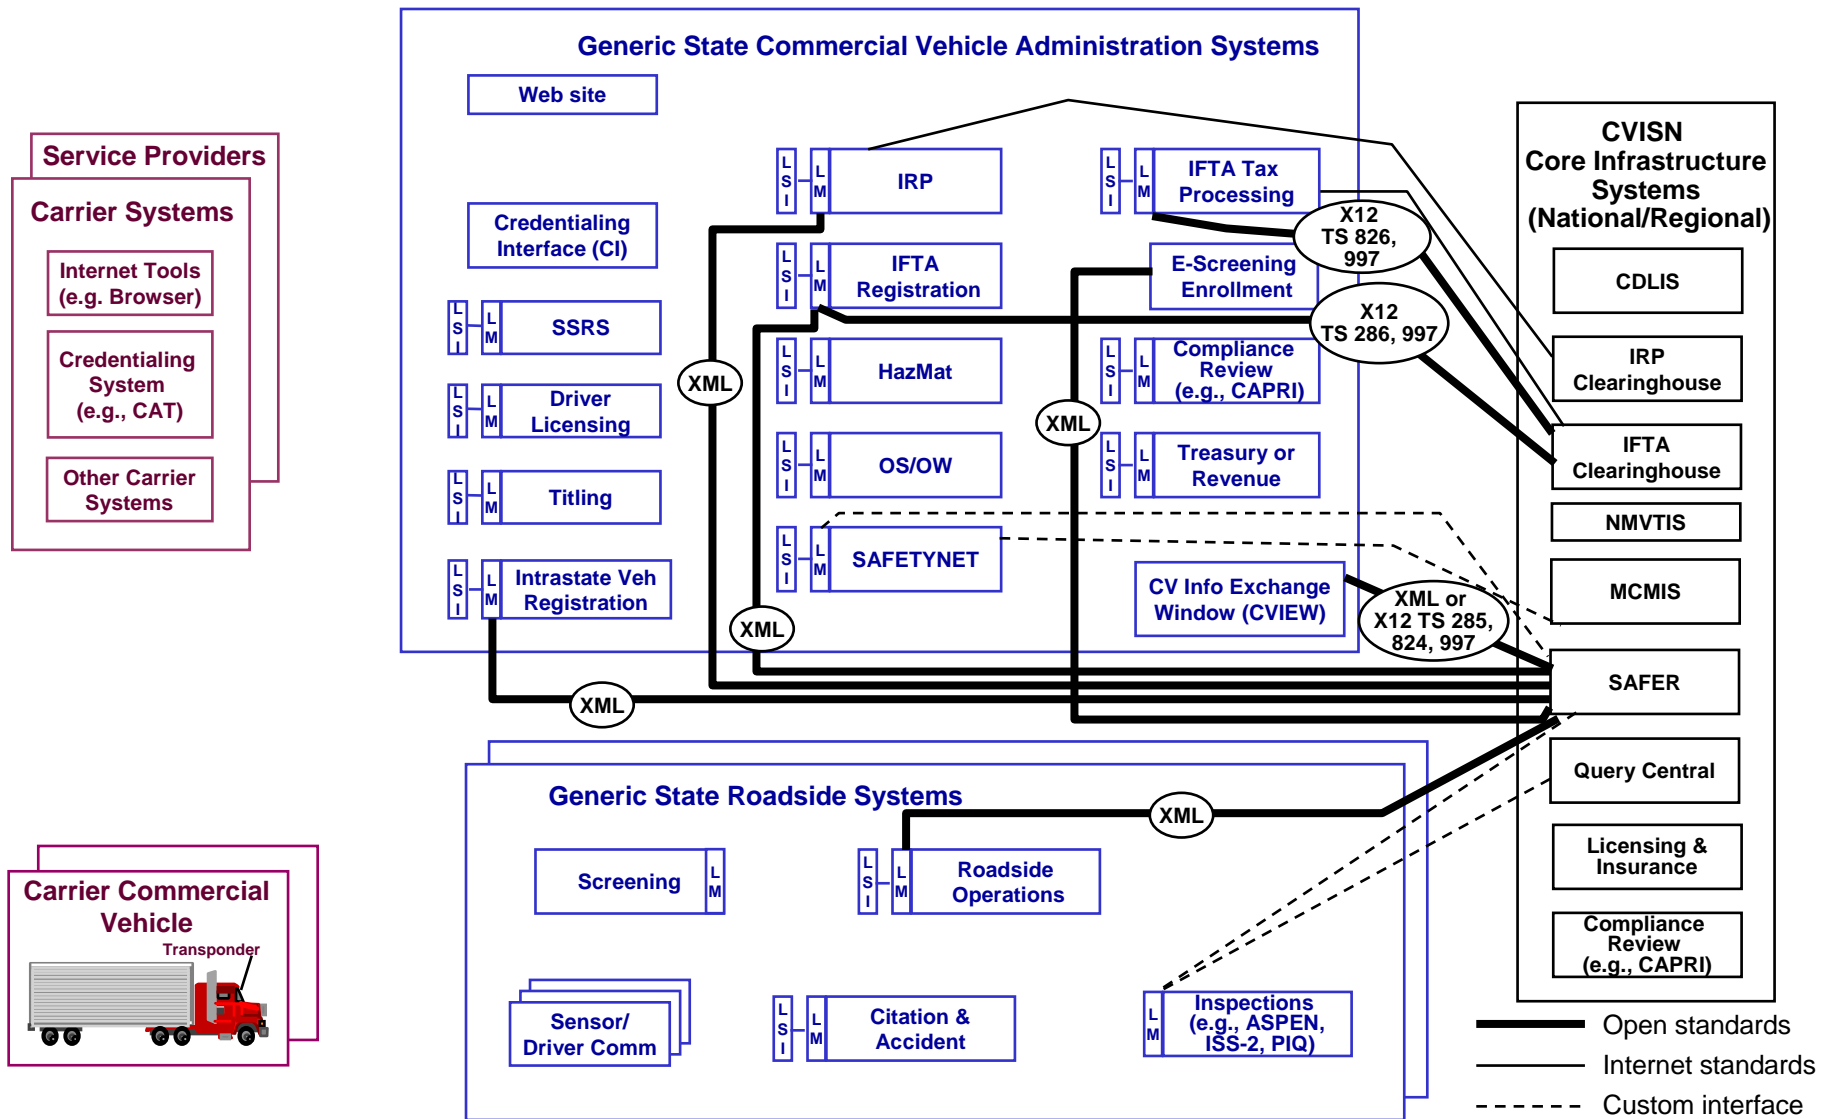 Generic State Commercial Vehicle Administration Systems
Web site
Service Providers
Carrier Systems
Internet Tools
(e.g. Browser)
Credentialing
System
(e.g., CAT)
Other Carrier
Systems
Credentialing
Interface (CI)
L
S
I
L
M
SSRS
L
S
I
L
M
Driver
Licensing
L
S
I
L
M
Titling
L
S
I
L
M
Intrastate Veh
Registration
L
S
I
L
M
IRP
L
S
I
L
M
IFTA
Registration
L
S
I
L
M
HazMat
L
S
I
L
M
OS/OW
L
S
I
L
M
SAFETYNET
L
S
I
L
M
IFTA Tax
Processing
E-Screening
Enrollment
L
S
I
L
M
Compliance
Review
(e.g., CAPRI)
L
S
I
L
M
Treasury or
Revenue
CV Info Exchange
Window (CVIEW)
X12
TS 826,
997
X12
TS 286, 997
XML
XML
XML
XML
XML or
X12 TS 285,
824, 997
CVISN
Core Infrastructure
Systems
(National/Regional)
CDLIS
IRP
Clearinghouse
IFTA
Clearinghouse
NMVTIS
MCMIS
SAFER
Query Central
Licensing &
Insurance
Compliance
Review
(e.g., CAPRI)
Generic State Roadside Systems
XML
Screening
L
M
L
S
I
L
M
Roadside
Operations
Sensor/
Driver Comm
L
S
I
L
M
Citation &
Accident
L
M
Inspections
(e.g., ASPEN,
ISS-2, PIQ)
Carrier Commercial
Vehicle
Transponder
Open standards
Internet standards
Custom interface